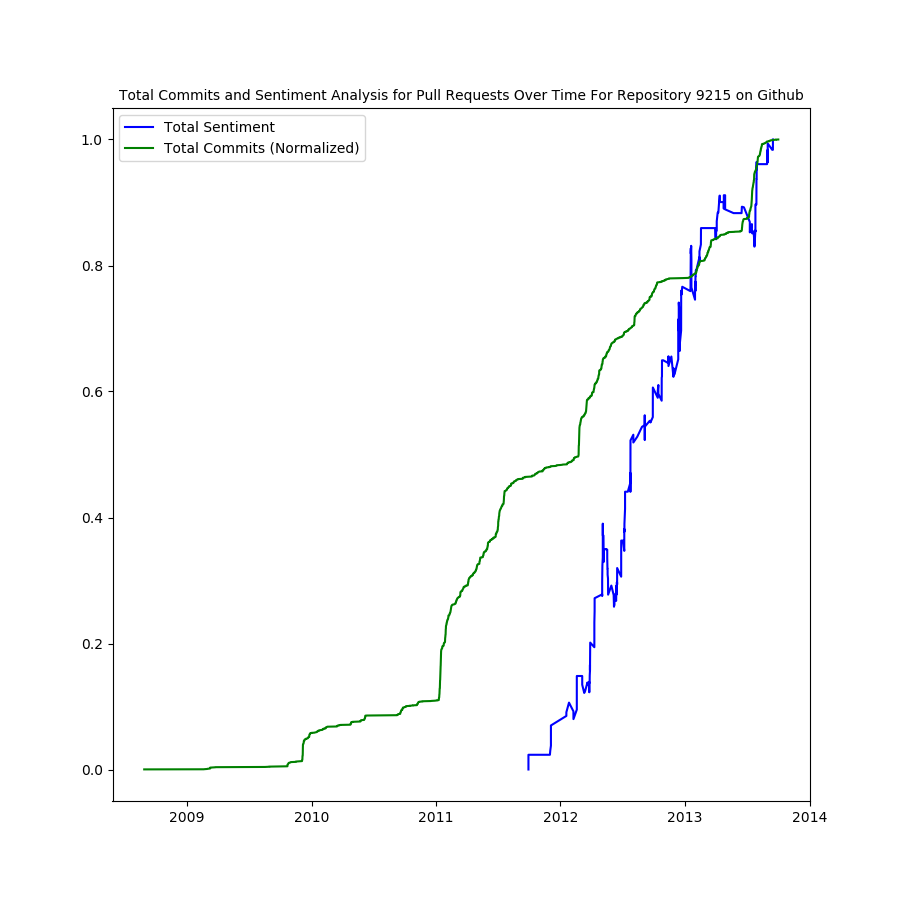 Total Commits and Sentiment Analysis for Pull Requests Over Time For Repository 9215 on Github
Total Sentiment
Total Commits (Normalized)
1.0
0.8
0.6
0.4
0.2
0.0
2009 2010 2011 2012 2013 2014